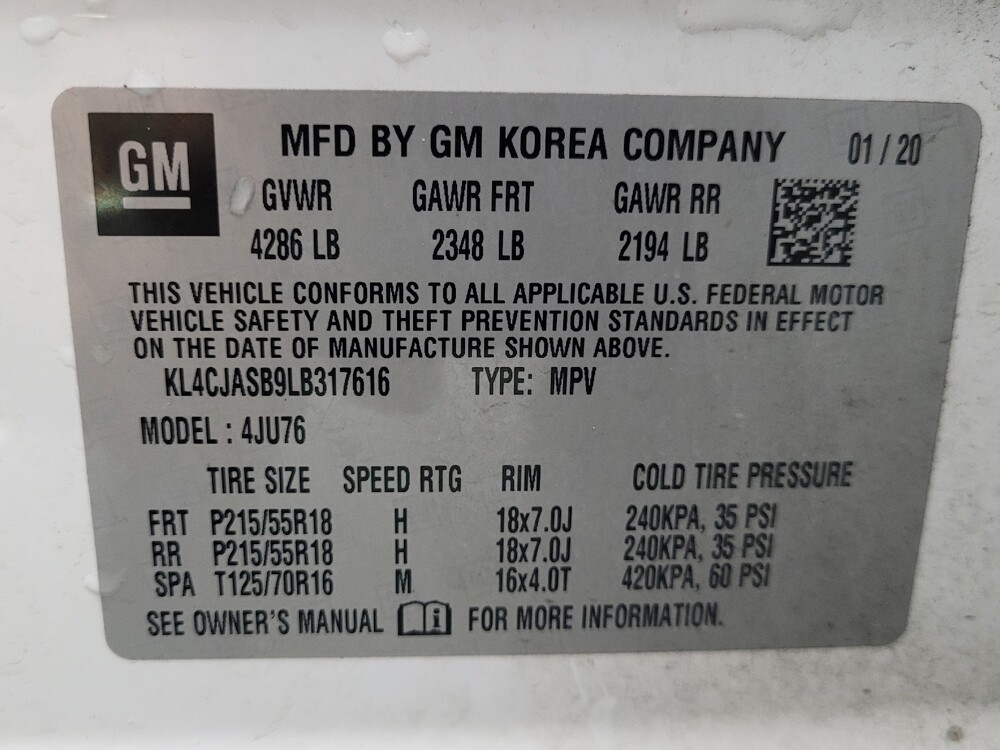 GM
MFD BY GM KOREA COMPANY 01 / 20
GVWR GAWR FRT GAWR RR
4286 LB 2348 LB 2194 LB
THIS VEHICLE CONFORMS TO ALL APPLICABLE U.S. FEDERAL MOTOR
VEHICLE SAFETY AND THEFT PREVENTION STANDARDS IN EFFECT
ON THE DATE OF MANUFACTURE SHOWN ABOVE.
KL4CJASB9LB317616 TYPE: MPV
MODEL : 4JU76
TIRE SIZE SPEED RTG RIM COLD TIRE PRESSURE
FRT P215/55R18 H 18x7.0J 240KPA, 35 PSI
RR P215/55R18 H 18x7.0J 240KPA, 35 PSI
SPA T125/70R16 M 16x4.0T 420KPA, 60 PSI
SEE OWNER'S MANUAL i FOR MORE INFORMATION.